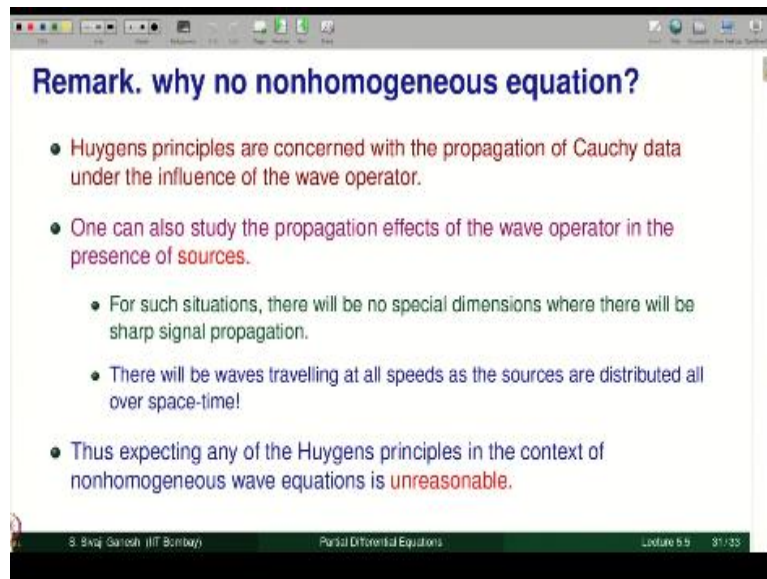 Remark. why no nonhomogeneous equation?
Huygens principles are concerned with the propagation of Cauchy data
under the influence of the wave operator.
One can also study the propagation effects of the wave operator in the
presence of sources.
For such situations, there will be no special dimensions where there will be
sharp signal propagation.
There will be waves travelling at all speeds as the sources are distributed all
over space-time!
Thus expecting any of the Huygens principles in the context of
nonhomogeneous wave equations is unreasonable.
S. Sivaji Ganesh (IIT Bombay) Partial Differential Equations Lecture 5.5 31/33